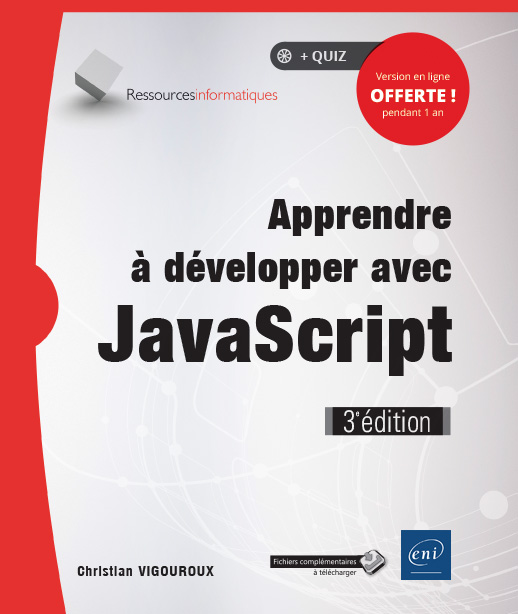 + QUIZ
Version en ligne
OFFERTE !
pendant 1 an
Ressourcesinformatiques
Apprendre
à développer avec
JavaScript
3e édition
Fichiers complémentaires
à télécharger
eni
Christian VIGOUROUX